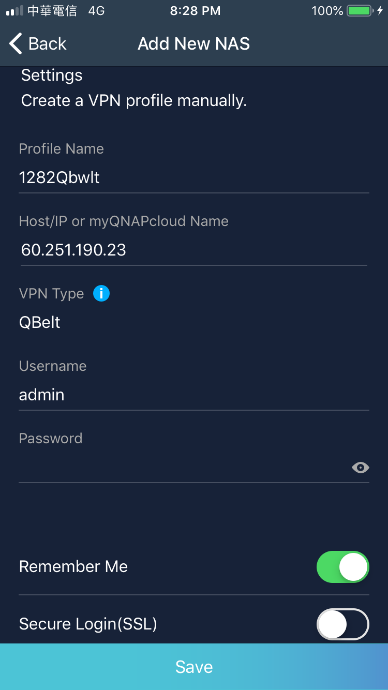 中華電信 4G 8:28 PM 100%
Back Add New NAS
Settings
Create a VPN profile manually.
Profile Name
1282Qbwlt
Host/IP or myQNAPcloud Name
60.251.190.23
VPN Type i
QBelt
Username
admin
Password
Remember Me
Secure Login(SSL)
Save